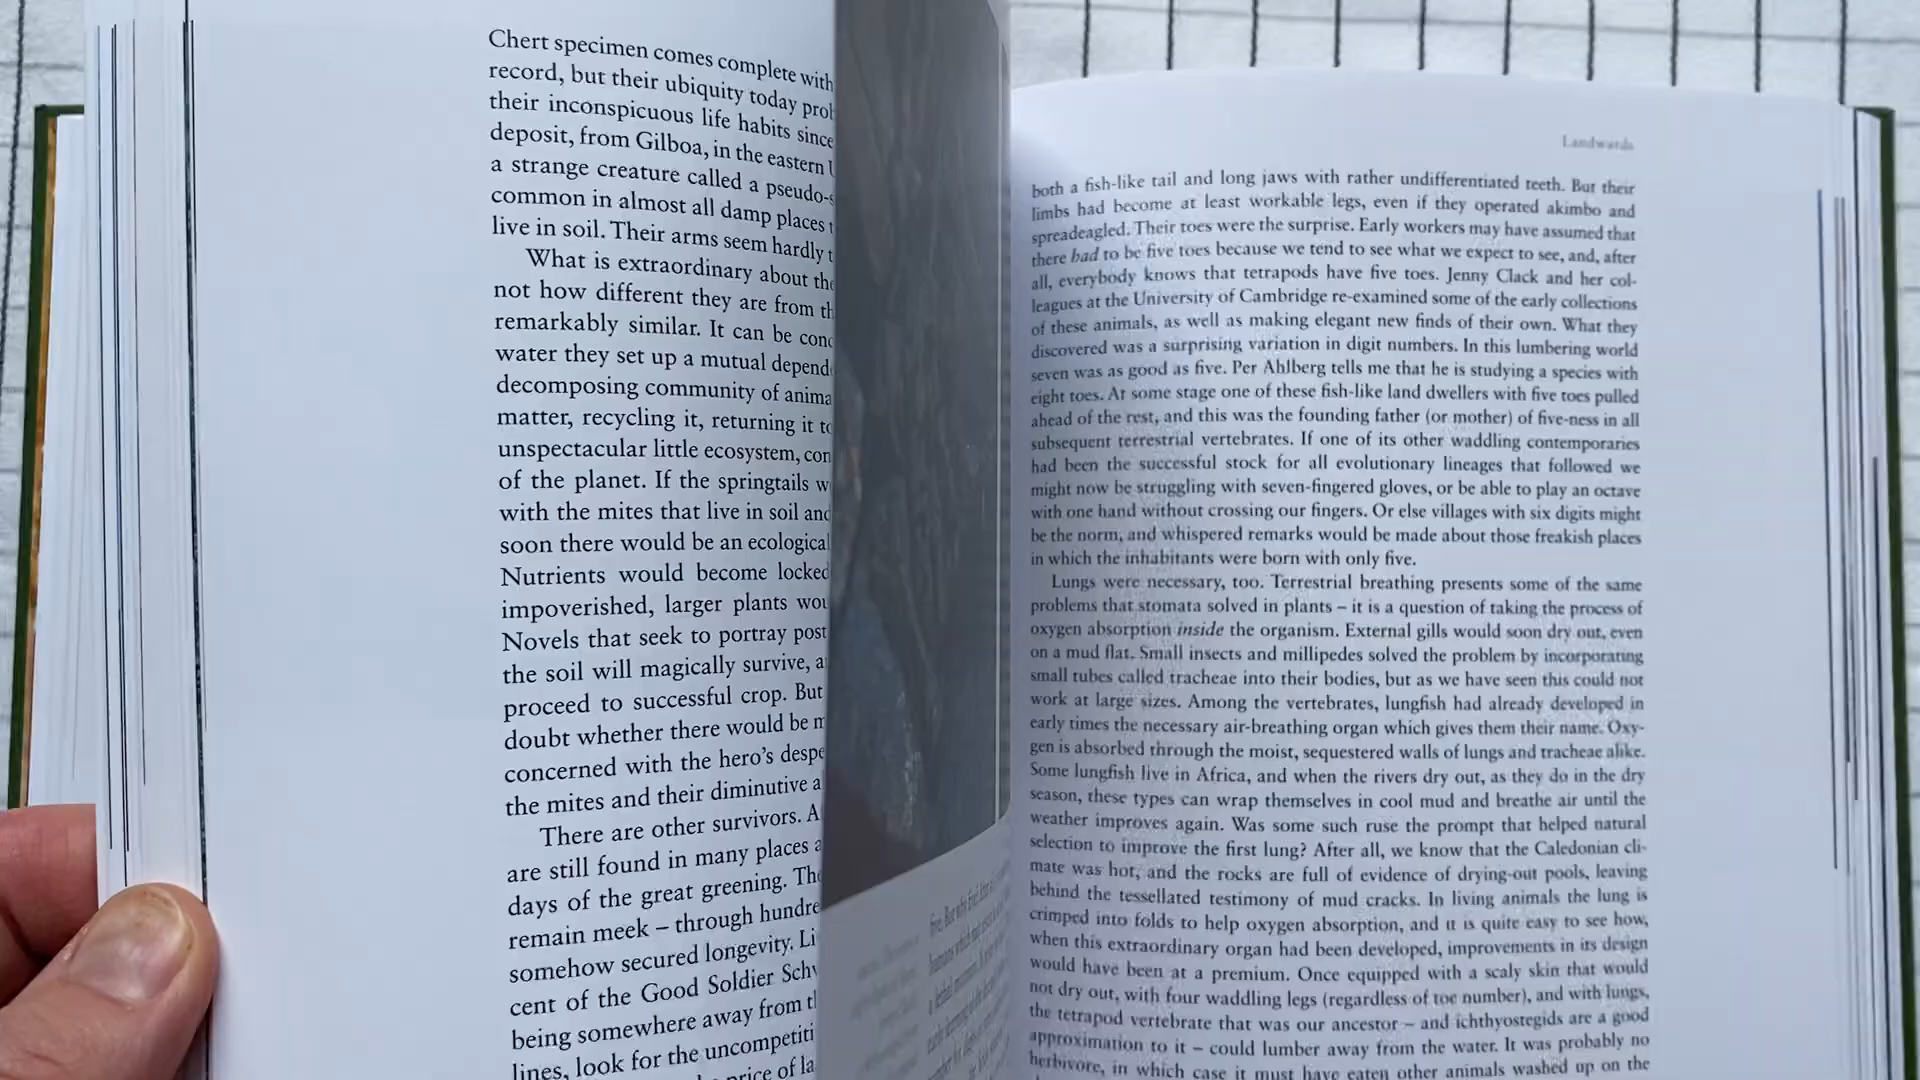 Chert specimen comes complete with
record, but their ubiquity today
their inconspicuous life habits since
deposit, from Gilboa, in the eastern
a strange creature called a
common in almost all damp places
live in soil. Their arms seem hardly
What is extraordinary about
not how different they are from
remarkably similar. It can be
water they set up a mutual
decomposing community of
matter, recycling it, returning it
unspectacular little ecosystem,
of the planet. If the springtails
with the mites that live in soil
soon there would be an ecological
Nutrients would become locked
impoverished, larger plants
Novels that seek to portray post
the soil will magically survive,
proceed to successful crop. But
doubt whether there would be
concerned with the hero's
the mites and their diminutive
There are other survivors.
are still found in many places
days of the great greening.
remain meek – through
somehow secured longevity.
cent of the Good Soldier
being somewhere away from
lines, look for the
price of
Landwards
both a fish-like tail and long jaws with rather undifferentiated teeth. But their
limbs had become at least workable legs, even if they operated akimbo and
spreadeagled. Their toes were the surprise. Early workers may have assumed that
there had to be five toes because we tend to see what we expect to see, and, after
all, everybody knows that tetrapods have five toes. Jenny Clack and her col-
leagues at the University of Cambridge re-examined some of the early collections
of these animals, as well as making elegant new finds of their own. What they
discovered was a surprising variation in digit numbers. In this lumbering world
seven was as good as five. Per Ahlberg tells me that he is studying a species with
eight toes. At some stage one of these fish-like land dwellers with five toes pulled
ahead of the rest, and this was the founding father (or mother) of five-ness in all
subsequent terrestrial vertebrates. If one of its other waddling contemporaries
had been the successful stock for all evolutionary lineages that followed we
might now be struggling with seven-fingered gloves, or be able to play an octave
with one hand without crossing our fingers. Or else villages with six digits might
be the norm, and whispered remarks would be made about those freakish places
in which the inhabitants were born with only five.
Lungs were necessary, too. Terrestrial breathing presents some of the same
problems that stomata solved in plants – it is a question of taking the process of
oxygen absorption inside the organism. External gills would soon dry out, even
on a mud flat. Small insects and millipedes solved the problem by incorporating
small tubes called tracheae into their bodies, but as we have seen this could not
work at large sizes. Among the vertebrates, lungfish had already developed in
early times the necessary air-breathing organ which gives them their name. Oxy-
gen is absorbed through the moist, sequestered walls of lungs and tracheae alike.
Some lungfish live in Africa, and when the rivers dry out, as they do in the dry
season, these types can wrap themselves in cool mud and breathe air until the
weather improves again. Was some such ruse the prompt that helped natural
selection to improve the first lung? After all, we know that the Caledonian cli-
mate was hot, and the rocks are full of evidence of drying-out pools, leaving
behind the tessellated testimony of mud cracks. In living animals the lung is
crimped into folds to help oxygen absorption, and it is quite easy to see how,
when this extraordinary organ had been developed, improvements in its design
would have been at a premium. Once equipped with a scaly skin that would
not dry out, with four waddling legs (regardless of toe number), and with lungs,
the tetrapod vertebrate that was our ancestor – and ichthyostegids are a good
approximation to it – could lumber away from the water. It was probably no
herbivore, in which case it must have eaten other animals washed up on the